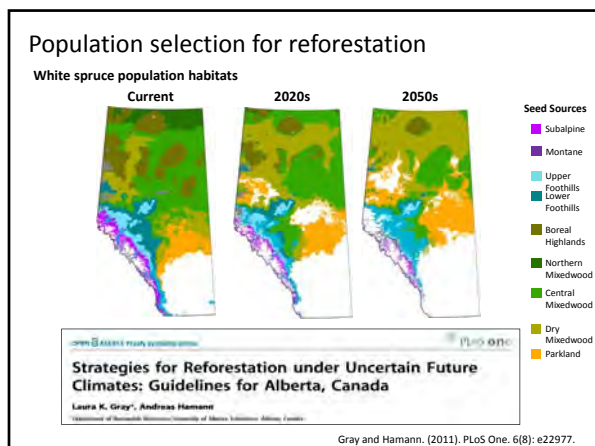 Population selection for reforestation
White spruce population habitats
Current
2020s
2050s
Seed Sources
Subalpine
Montane
Upper
Foothills
Lower
Foothills
Boreal
Highlands
Northern
Mixedwood
Central
Mixedwood
Dry
Mixedwood
Parkland
OPEN
PLoS one
Strategies for Reforestation under Uncertain Future
Climates: Guidelines for Alberta, Canada
Laura K. Gray*, Andreas Hamann
Gray and Hamann. (2011). PLoS One. 6(8): e22977.